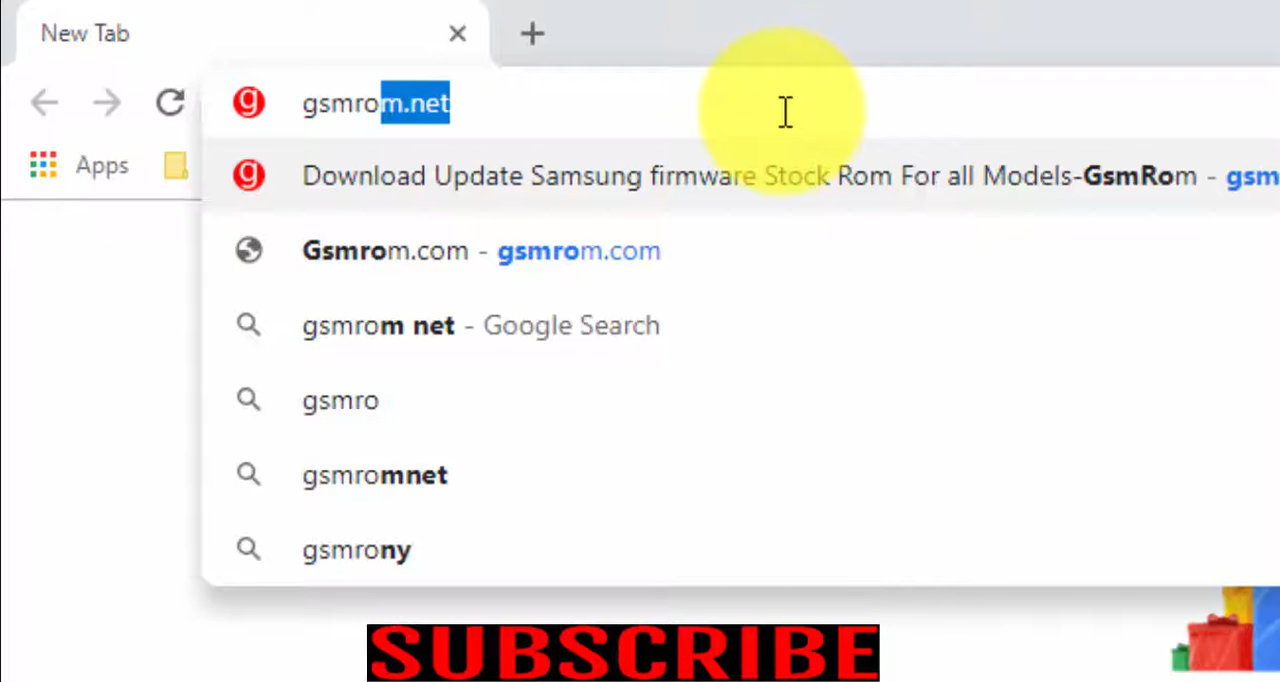 New Tab
gsmrom.net
Apps
Download Update Samsung firmware Stock Rom For all Models-GsmRom - gsm
Gsmrom.com - gsmrom.com
gsmrom net - Google Search
gsmro
gsmromnet
gsmrony
SUBSCRIBE